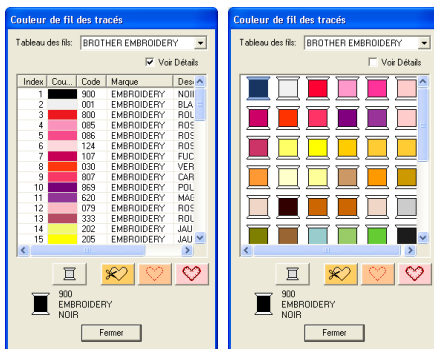 Couleur de fil des tracés
Tableau des fils: BROTHER EMBROIDERY
Voir Détails
Index Cou... Code Marque Des
1 900 EMBROIDERY NOII
2 001 EMBROIDERY BLA
3 800 EMBROIDERY ROU
4 085 EMBROIDERY ROS
5 086 EMBROIDERY ROS
6 124 EMBROIDERY ROS
7 107 EMBROIDERY FUC
8 030 EMBROIDERY VER
9 807 EMBROIDERY CAR
10 869 EMBROIDERY POU
11 620 EMBROIDERY MAG
12 079 EMBROIDERY ROS
13 333 EMBROIDERY ROU
14 202 EMBROIDERY JAU
15 205 EMBROIDERY JAU
900
EMBROIDERY
NOIR
Fermer
Couleur de fil des tracés
Tableau des fils: BROTHER EMBROIDERY
Voir Détails
900
EMBROIDERY
NOIR
Fermer